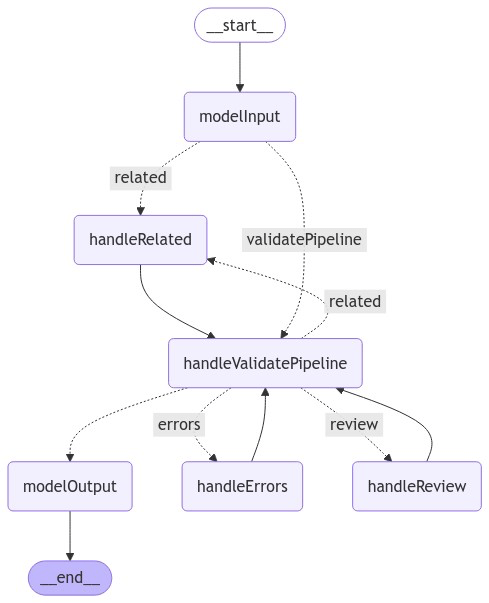 __start__
modelInput
related
handleRelated
validatePipeline
related
handleValidatePipeline
errors
review
modelOutput
handleErrors
handleReview
__end__